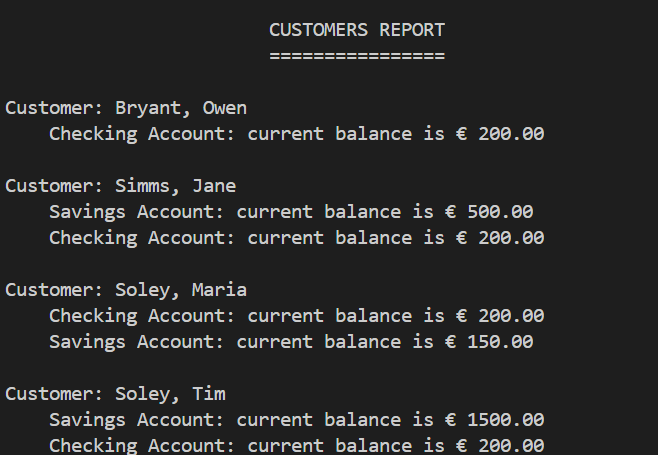 CUSTOMERS REPORT
================
Customer: Bryant, Owen
Checking Account: current balance is € 200.00
Customer: Simms, Jane
Savings Account: current balance is € 500.00
Checking Account: current balance is € 200.00
Customer: Soley, Maria
Checking Account: current balance is € 200.00
Savings Account: current balance is € 150.00
Customer: Soley, Tim
Savings Account: current balance is € 1500.00
Checking Account: current balance is € 200.00